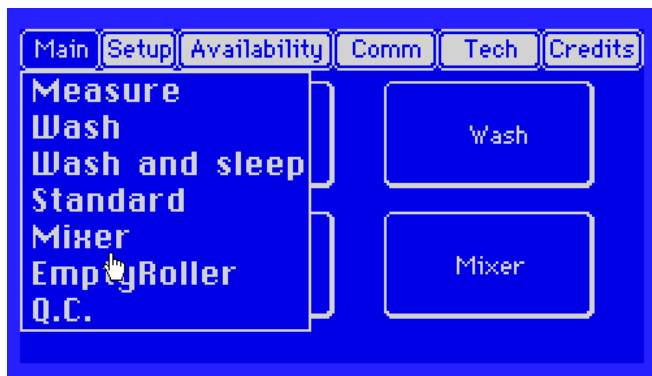 Main Setup Availability Comm Tech Credits
Measure
Wash
Wash and sleep
Standard
Mixer
EmptyRoller
Q.C.
Wash
Mixer